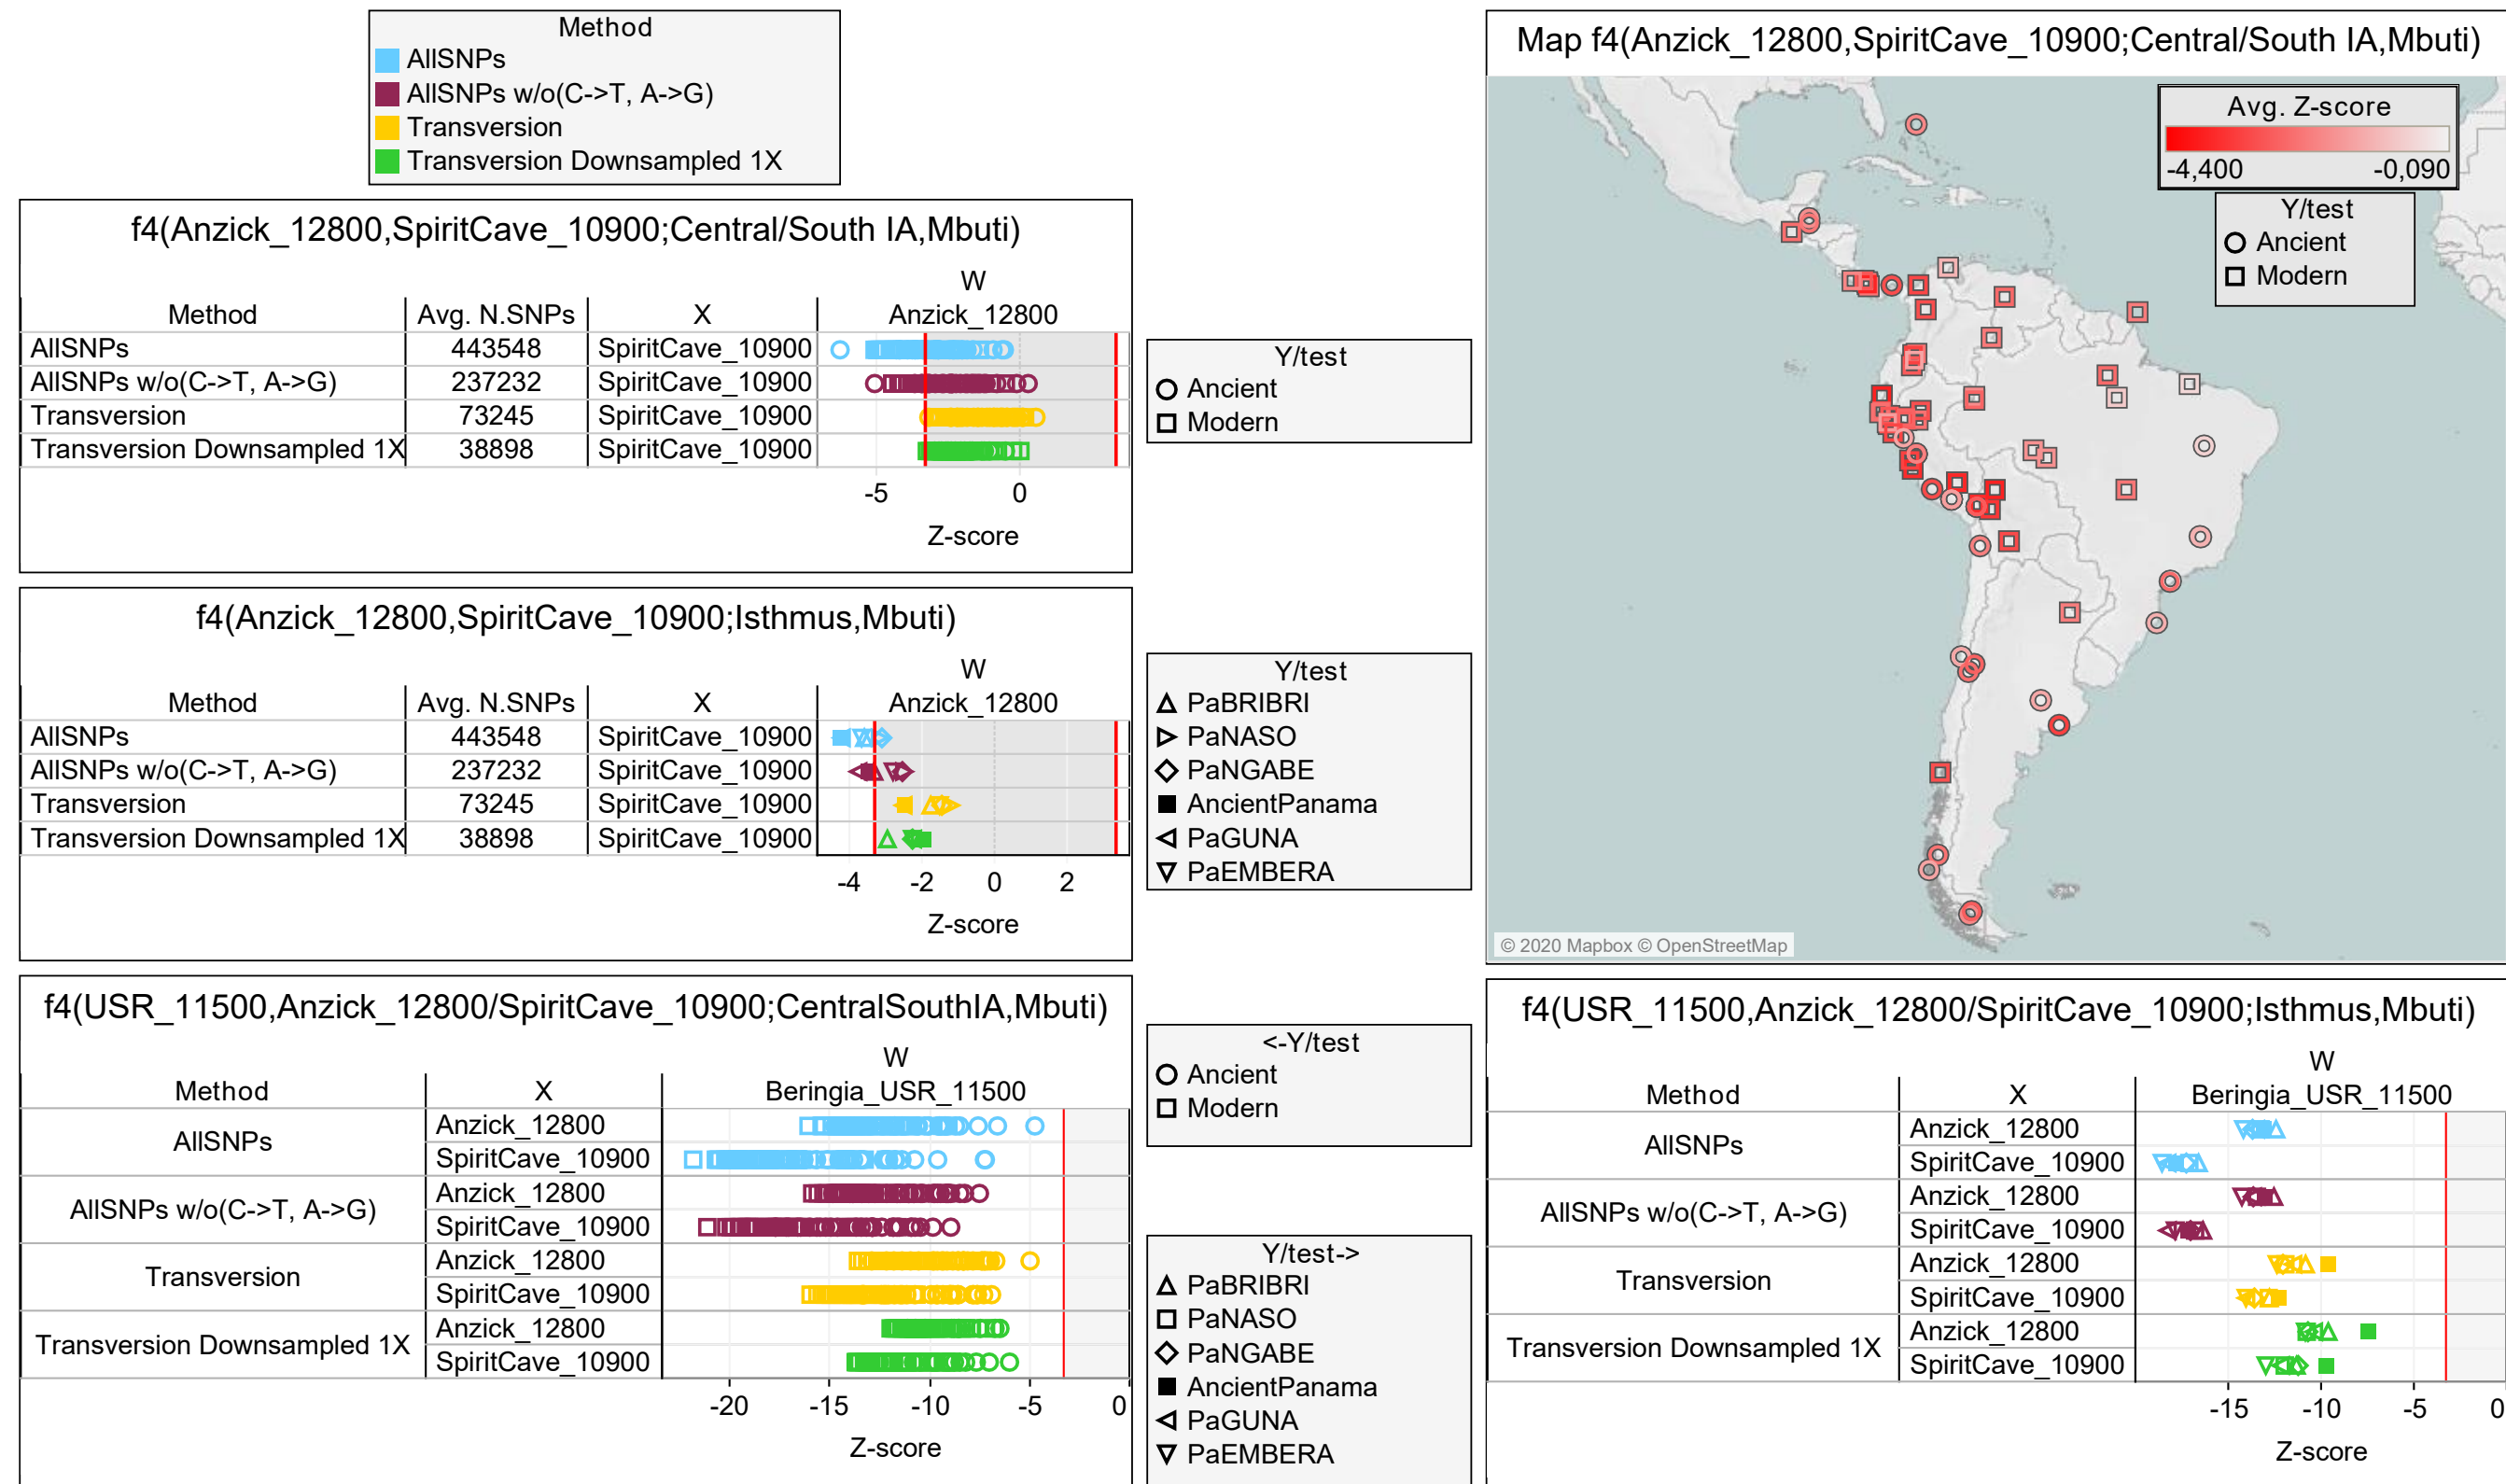 Method
AllSNPs
AllSNPs w/o(C->T, A->G)
Transversion
Transversion Downsampled 1X
f4(Anzick_12800,SpiritCave_10900;Central/South IA,Mbuti)
W
Method Avg. N.SNPs X Anzick_12800
AllSNPs 443548 SpiritCave_10900
AllSNPs w/o(C->T, A->G) 237232 SpiritCave_10900
Transversion 73245 SpiritCave_10900
Transversion Downsampled 1X 38898 SpiritCave_10900
-5 0
Z-score
Y/test
Ancient
Modern
f4(Anzick_12800,SpiritCave_10900;Isthmus,Mbuti)
W
Method Avg. N.SNPs X Anzick_12800
AllSNPs 443548 SpiritCave_10900
AllSNPs w/o(C->T, A->G) 237232 SpiritCave_10900
Transversion 73245 SpiritCave_10900
Transversion Downsampled 1X 38898 SpiritCave_10900
-4 -2 0 2
Z-score
Y/test
PaBRIBRI
PaNASO
PaNGABE
AncientPanama
PaGUNA
PaEMBERA
Map f4(Anzick_12800,SpiritCave_10900;Central/South IA,Mbuti)
Avg. Z-score
-4,400 -0,090
Y/test
Ancient
Modern
© 2020 Mapbox © OpenStreetMap
f4(USR_11500,Anzick_12800/SpiritCave_10900;CentralSouthIA,Mbuti)
W
Method X Beringia_USR_11500
AllSNPs Anzick_12800
SpiritCave_10900
AllSNPs w/o(C->T, A->G) Anzick_12800
SpiritCave_10900
Transversion Anzick_12800
SpiritCave_10900
Transversion Downsampled 1X Anzick_12800
SpiritCave_10900
-20 -15 -10 -5 0
Z-score
<-Y/test
Ancient
Modern
Y/test->
PaBRIBRI
PaNASO
PaNGABE
AncientPanama
PaGUNA
PaEMBERA
f4(USR_11500,Anzick_12800/SpiritCave_10900;Isthmus,Mbuti)
W
Method X Beringia_USR_11500
AllSNPs Anzick_12800
SpiritCave_10900
AllSNPs w/o(C->T, A->G) Anzick_12800
SpiritCave_10900
Transversion Anzick_12800
SpiritCave_10900
Transversion Downsampled 1X Anzick_12800
SpiritCave_10900
-15 -10 -5 0
Z-score